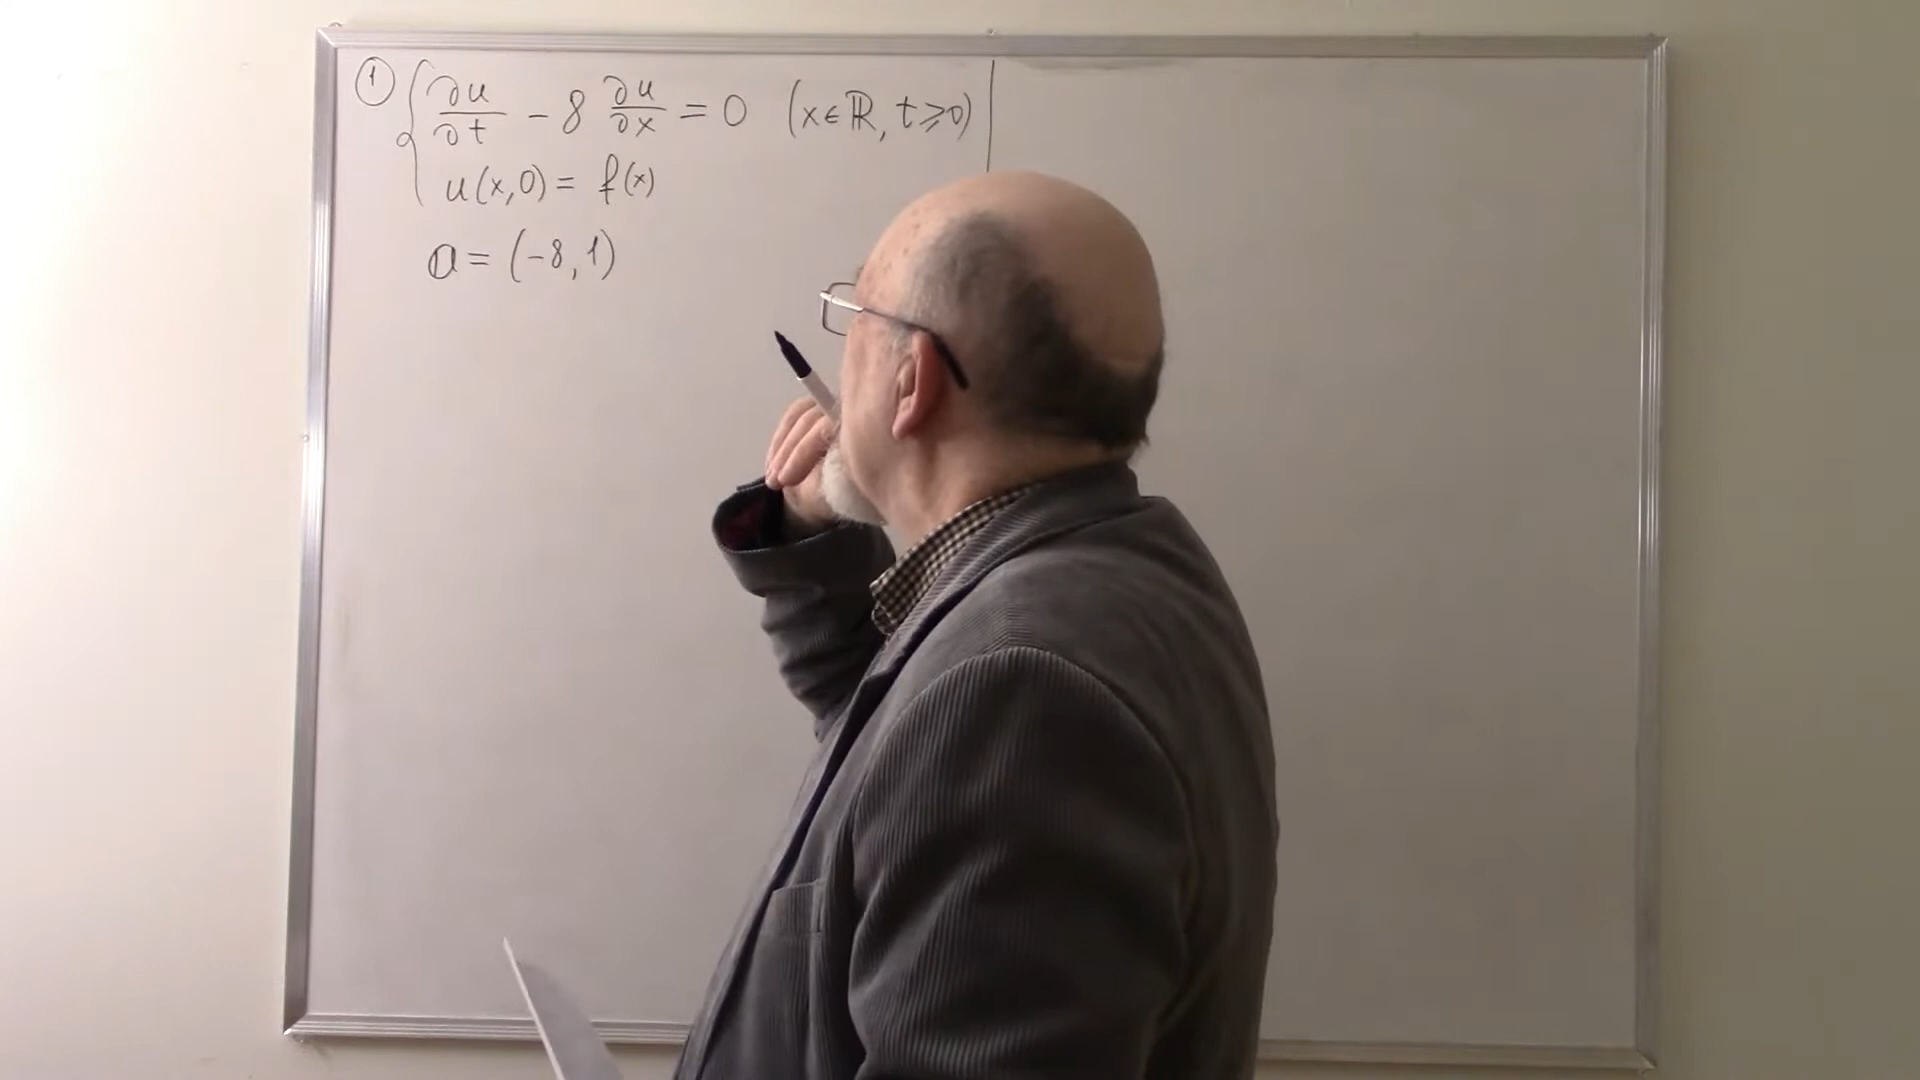 ① { ∂u/∂t − 8 ∂u/∂x = 0 (x∈ℝ, t⩾0)
u(x,0) = f(x)
a = (−8, 1)